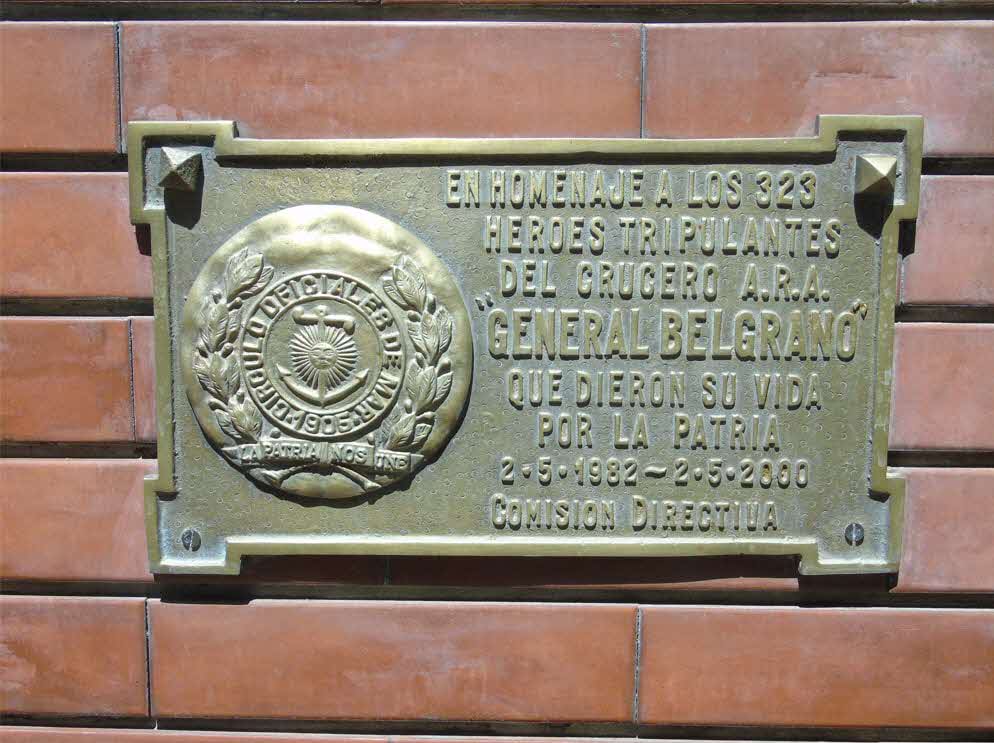 EN HOMENAJE A LOS 323
HEROES TRIPULANTES
DEL CRUCERO A.R.A.
"GENERAL BELGRANO"
QUE DIERON SU VIDA
POR LA PATRIA
2·5·1982~2·5·2000
COMISION DIRECTIVA
CIRCULO OFICIALES DE MAR
1905
LA PATRIA NOS UNE